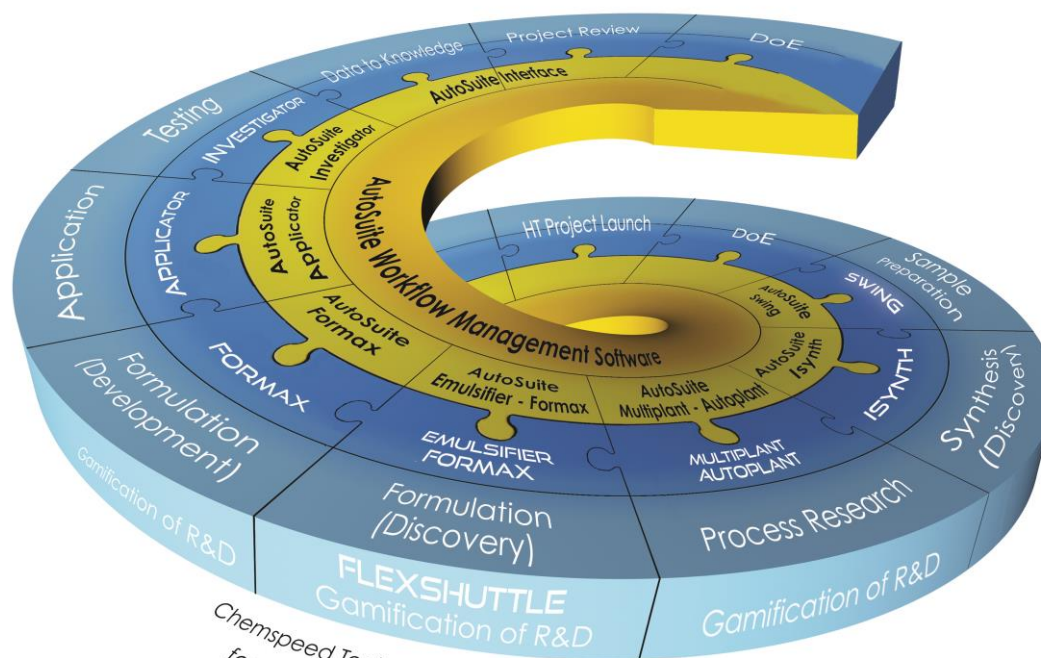 HT Project Launch
DoE
Sample
Preparation
Synthesis
(Discovery)
Process Research
Formulation
(Discovery)
Formulation
(Development)
Application
Testing
Data to Knowledge
Project Review
DoE
SWING
ISYNTH
MULTIPLANT
AUTOPLANT
EMULSIFIER
FORMAX
FORMAX
APPLICATOR
INVESTIGATOR
AutoSuite
Swing
AutoSuite
Isynth
AutoSuite
Multiplant - Autoplant
AutoSuite
Emulsifier - Formax
AutoSuite
Formax
AutoSuite
Applicator
AutoSuite
Investigator
AutoSuite Interface
AutoSuite Workflow Management Software
Gamification of R&D
FLEXSHUTTLE
Gamification of R&D
Gamification of R&D
Chemspeed